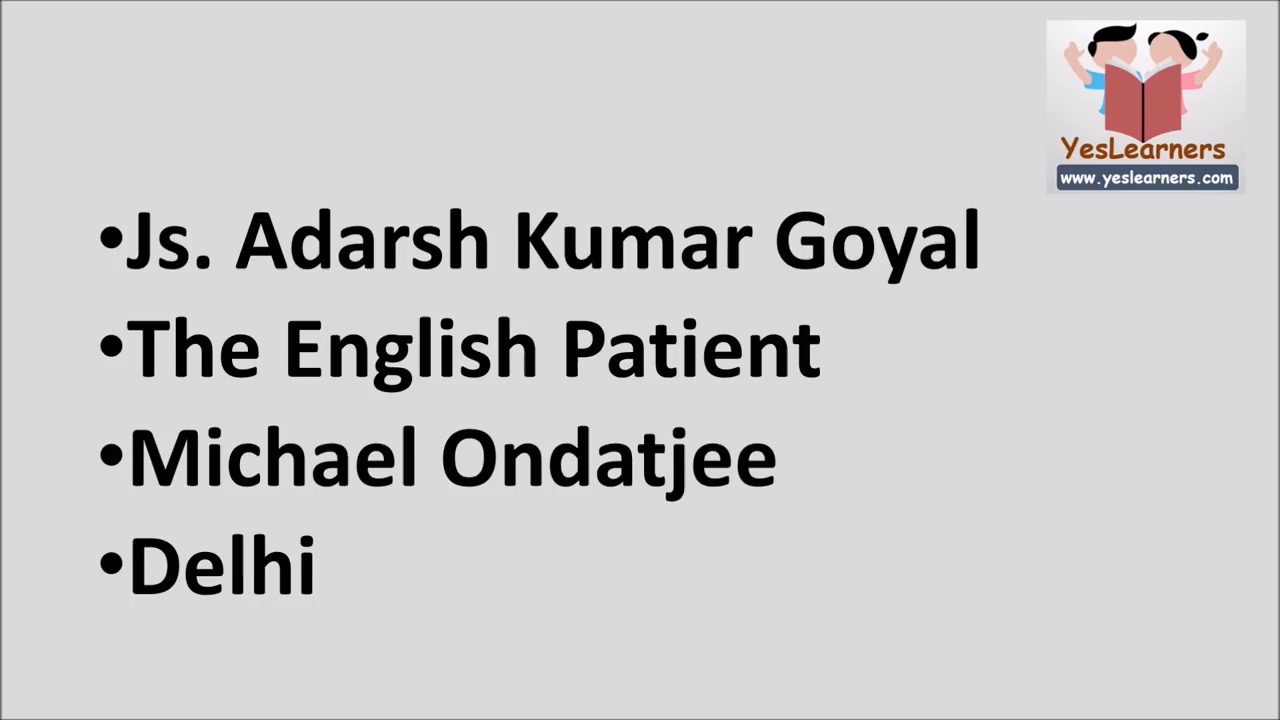 YesLearners
www.yeslearners.com
•Js. Adarsh Kumar Goyal
•The English Patient
•Michael Ondatjee
•Delhi